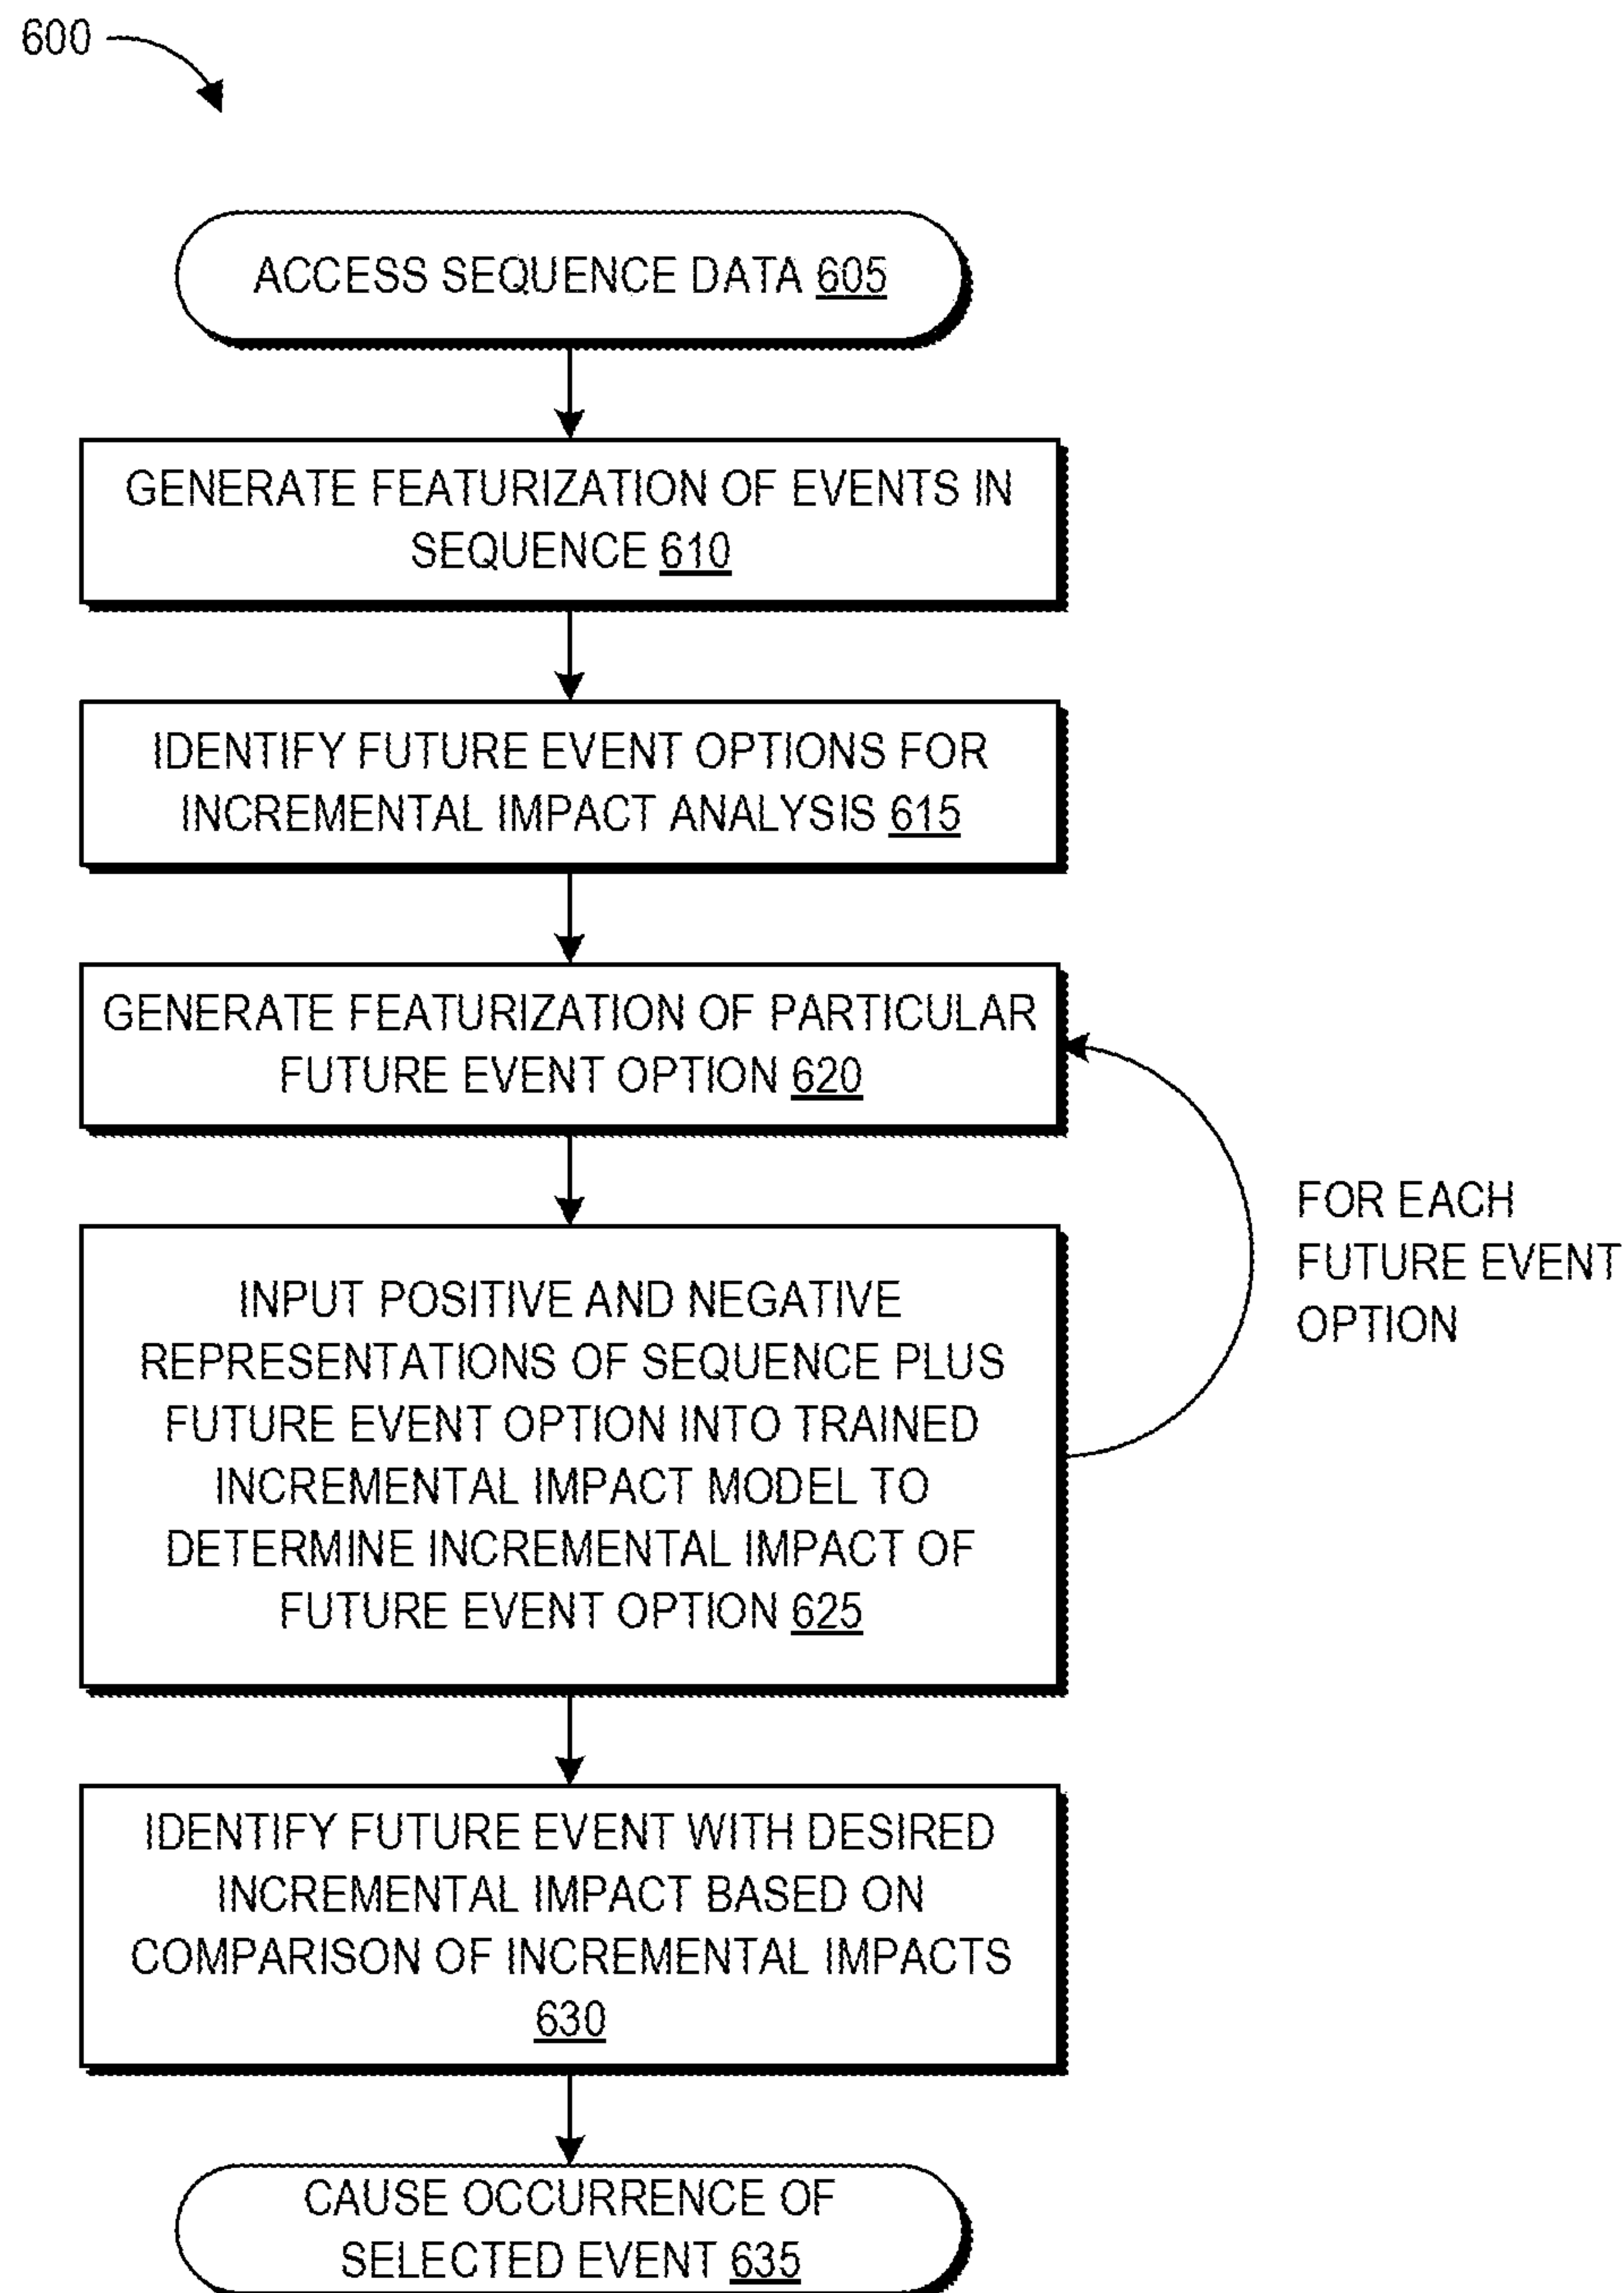 600
ACCESS SEQUENCE DATA 605
GENERATE FEATURIZATION OF EVENTS IN
SEQUENCE 610
IDENTIFY FUTURE EVENT OPTIONS FOR
INCREMENTAL IMPACT ANALYSIS 615
GENERATE FEATURIZATION OF PARTICULAR
FUTURE EVENT OPTION 620
FOR EACH
FUTURE EVENT
OPTION
INPUT POSITIVE AND NEGATIVE
REPRESENTATIONS OF SEQUENCE PLUS
FUTURE EVENT OPTION INTO TRAINED
INCREMENTAL IMPACT MODEL TO
DETERMINE INCREMENTAL IMPACT OF
FUTURE EVENT OPTION 625
IDENTIFY FUTURE EVENT WITH DESIRED
INCREMENTAL IMPACT BASED ON
COMPARISON OF INCREMENTAL IMPACTS
630
CAUSE OCCURRENCE OF
SELECTED EVENT 635